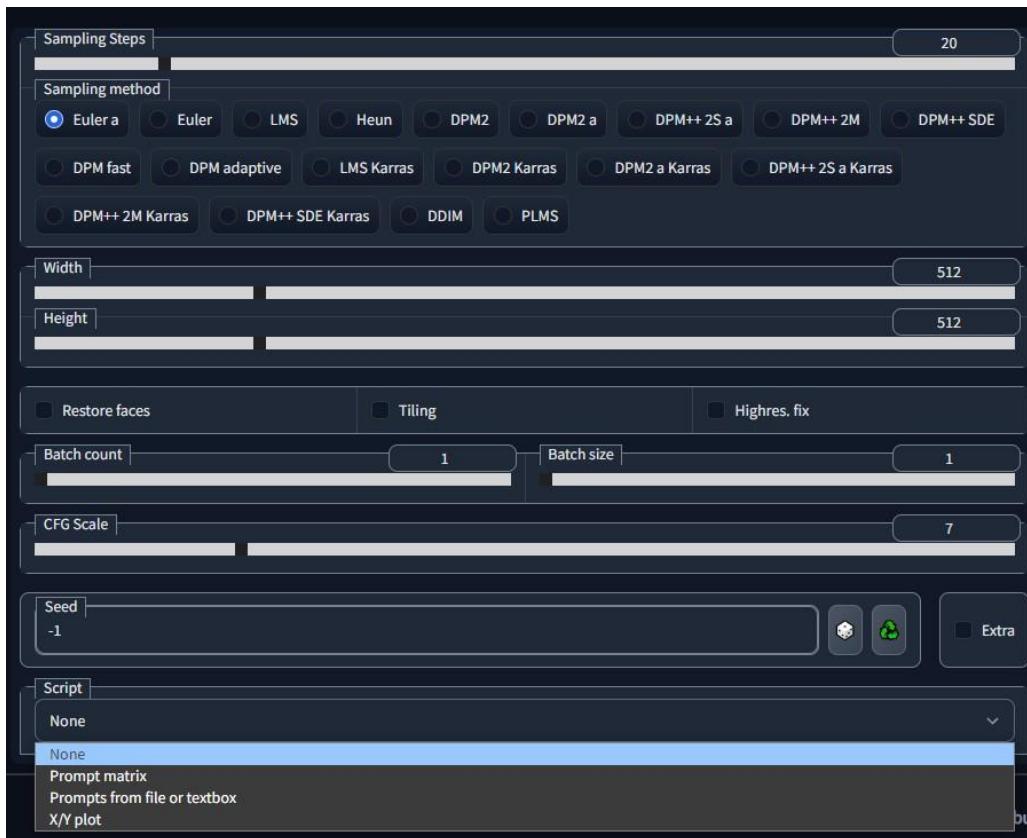 Sampling Steps
20
Sampling method
Euler a Euler LMS Heun DPM2 DPM2 a DPM++ 2S a DPM++ 2M DPM++ SDE
DPM fast DPM adaptive LMS Karras DPM2 Karras DPM2 a Karras DPM++ 2S a Karras
DPM++ 2M Karras DPM++ SDE Karras DDIM PLMS
Width
512
Height
512
Restore faces Tiling Highres. fix
Batch count
1
Batch size
1
CFG Scale
7
Seed
-1
Extra
Script
None
None
Prompt matrix
Prompts from file or textbox
X/Y plot